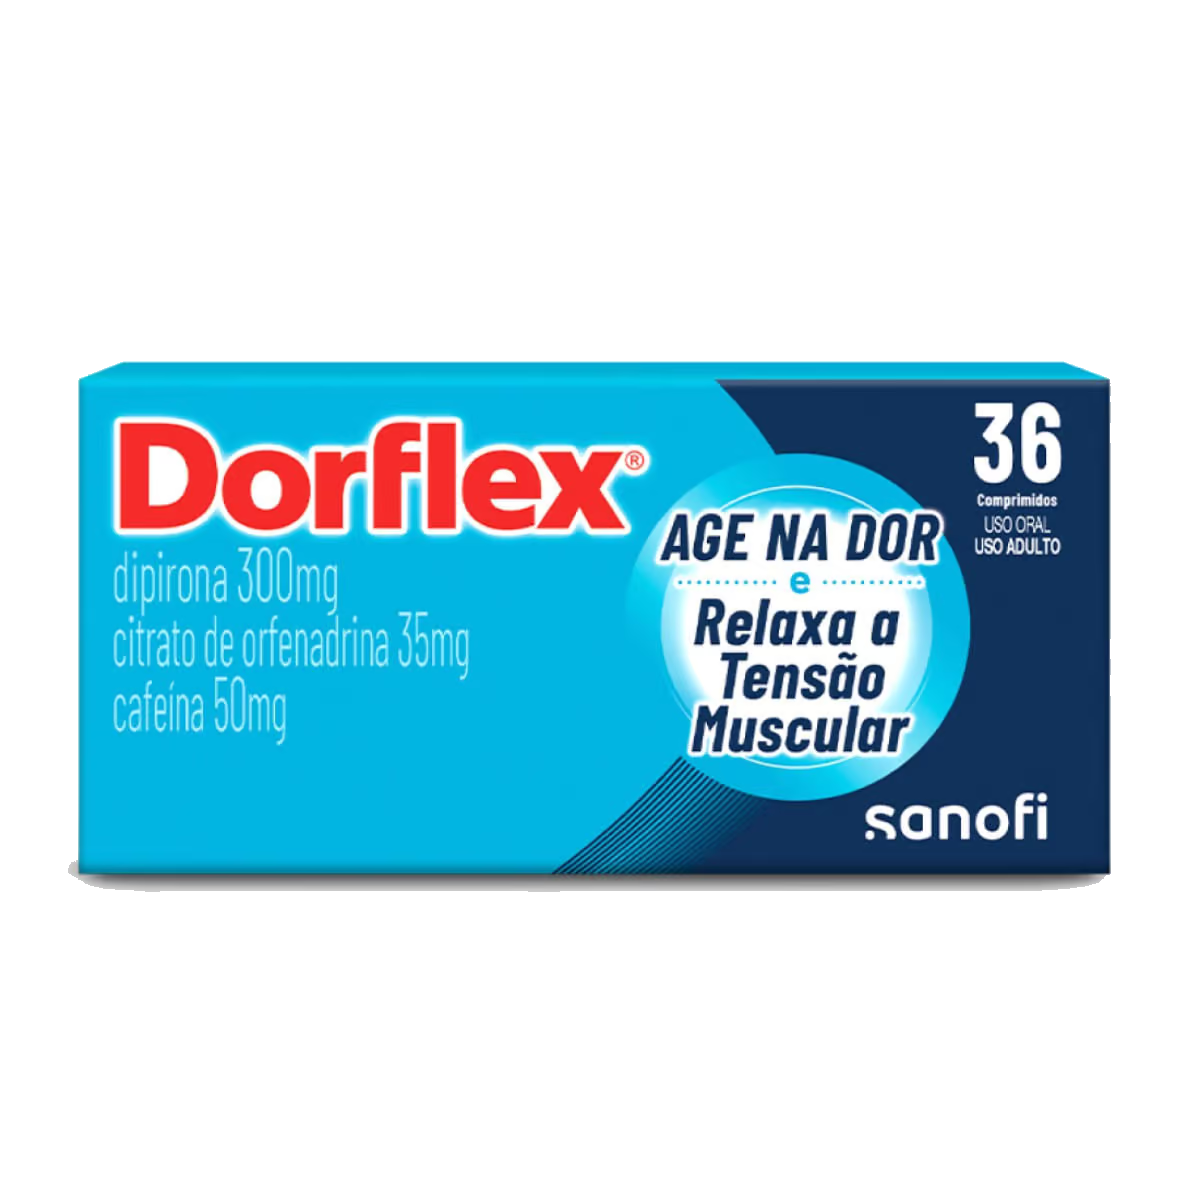 Dorflex®
dipirona 300mg
citrato de orfenadrina 35mg
cafeína 50mg
AGE NA DOR
e
Relaxa a
Tensão
Muscular
36
Comprimidos
USO ORAL
USO ADULTO
sanofi